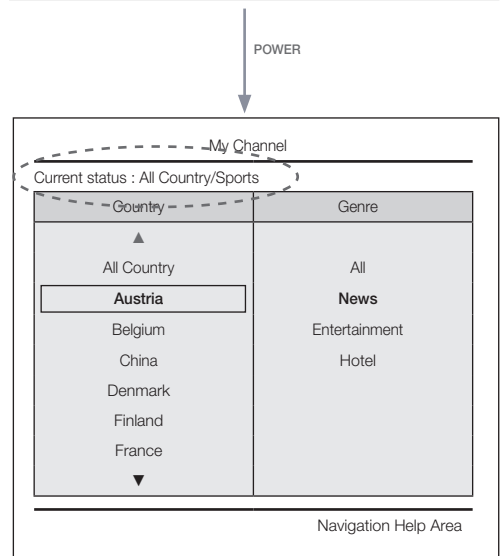 POWER
My Channel
Current status : All Country/Sports
Country Genre
▲
All Country All
Austria News
Belgium Entertainment
China Hotel
Denmark
Finland
France
▼
Navigation Help Area